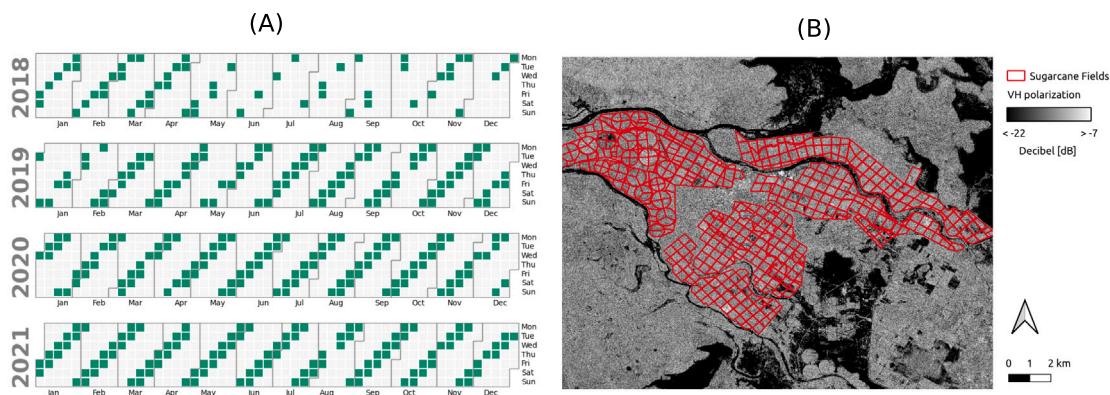 (A)
(B)
2018
Mon
Tue
Wed
Thu
Fri
Sat
Sun
Jan Feb Mar Apr May Jun Jul Aug Sep Oct Nov Dec
2019
Mon
Tue
Wed
Thu
Fri
Sat
Sun
Jan Feb Mar Apr May Jun Jul Aug Sep Oct Nov Dec
2020
Mon
Tue
Wed
Thu
Fri
Sat
Sun
Jan Feb Mar Apr May Jun Jul Aug Sep Oct Nov Dec
2021
Mon
Tue
Wed
Thu
Fri
Sat
Sun
Jan Feb Mar Apr May Jun Jul Aug Sep Oct Nov Dec
Sugarcane Fields
VH polarization
< -22 > -7
Decibel [dB]
0 1 2 km